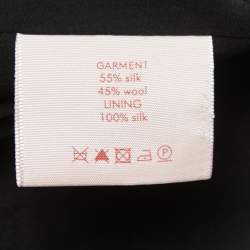 GARMENT
55% silk
45% wool
LINING
100% silk
P